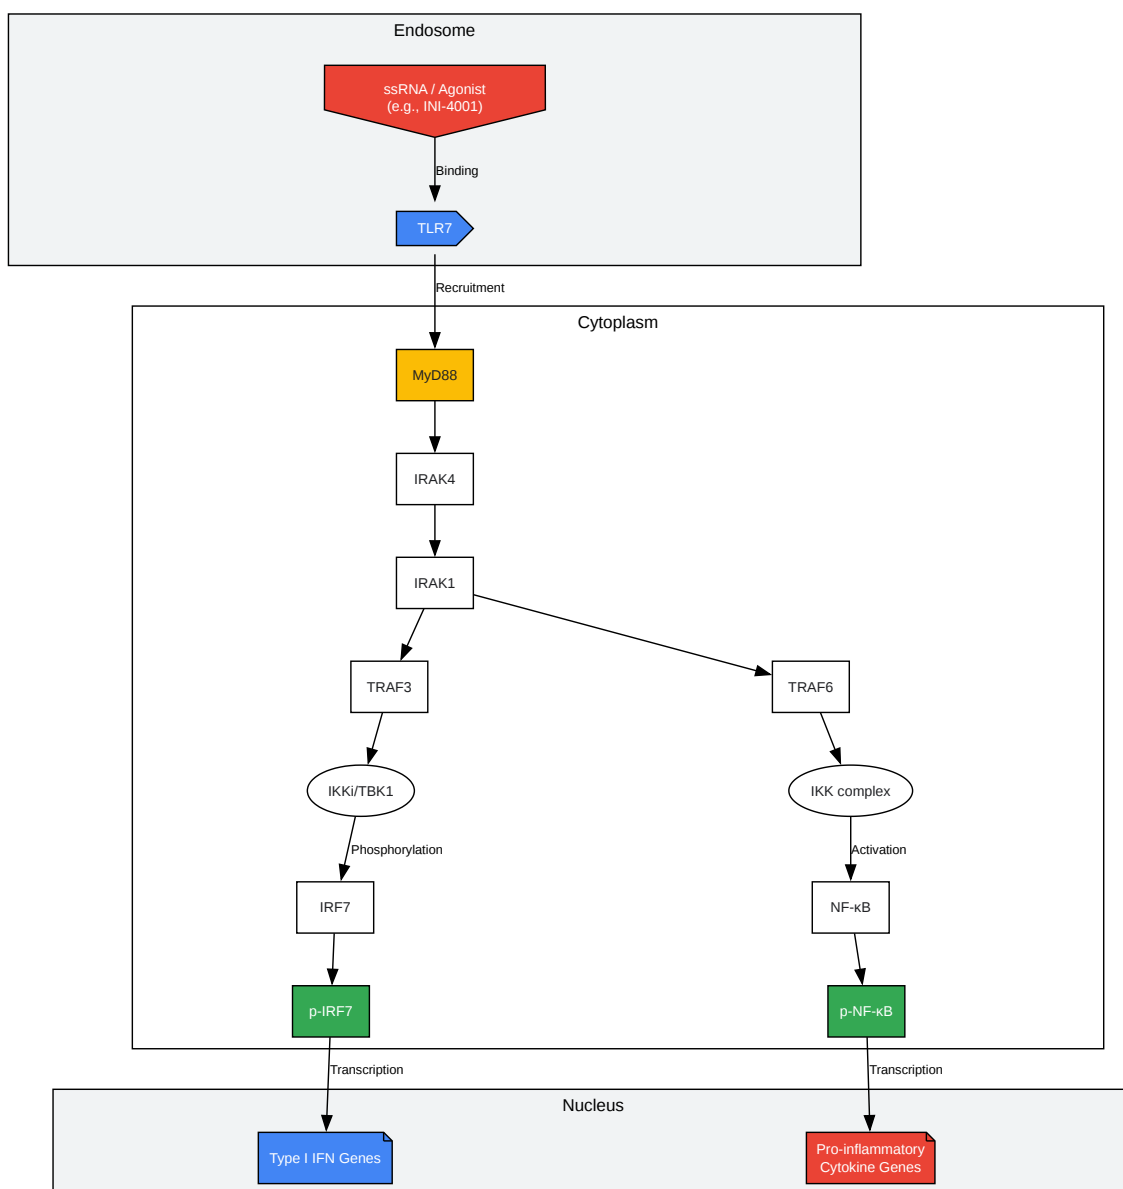 Endosome
ssRNA / Agonist
(e.g., INI-4001)
Binding
TLR7
Recruitment
Cytoplasm
MyD88
IRAK4
IRAK1
TRAF3
TRAF6
IKKi/TBK1
IKK complex
Phosphorylation
Activation
IRF7
NF-κB
p-IRF7
p-NF-κB
Transcription
Transcription
Nucleus
Type I IFN Genes
Pro-inflammatory
Cytokine Genes